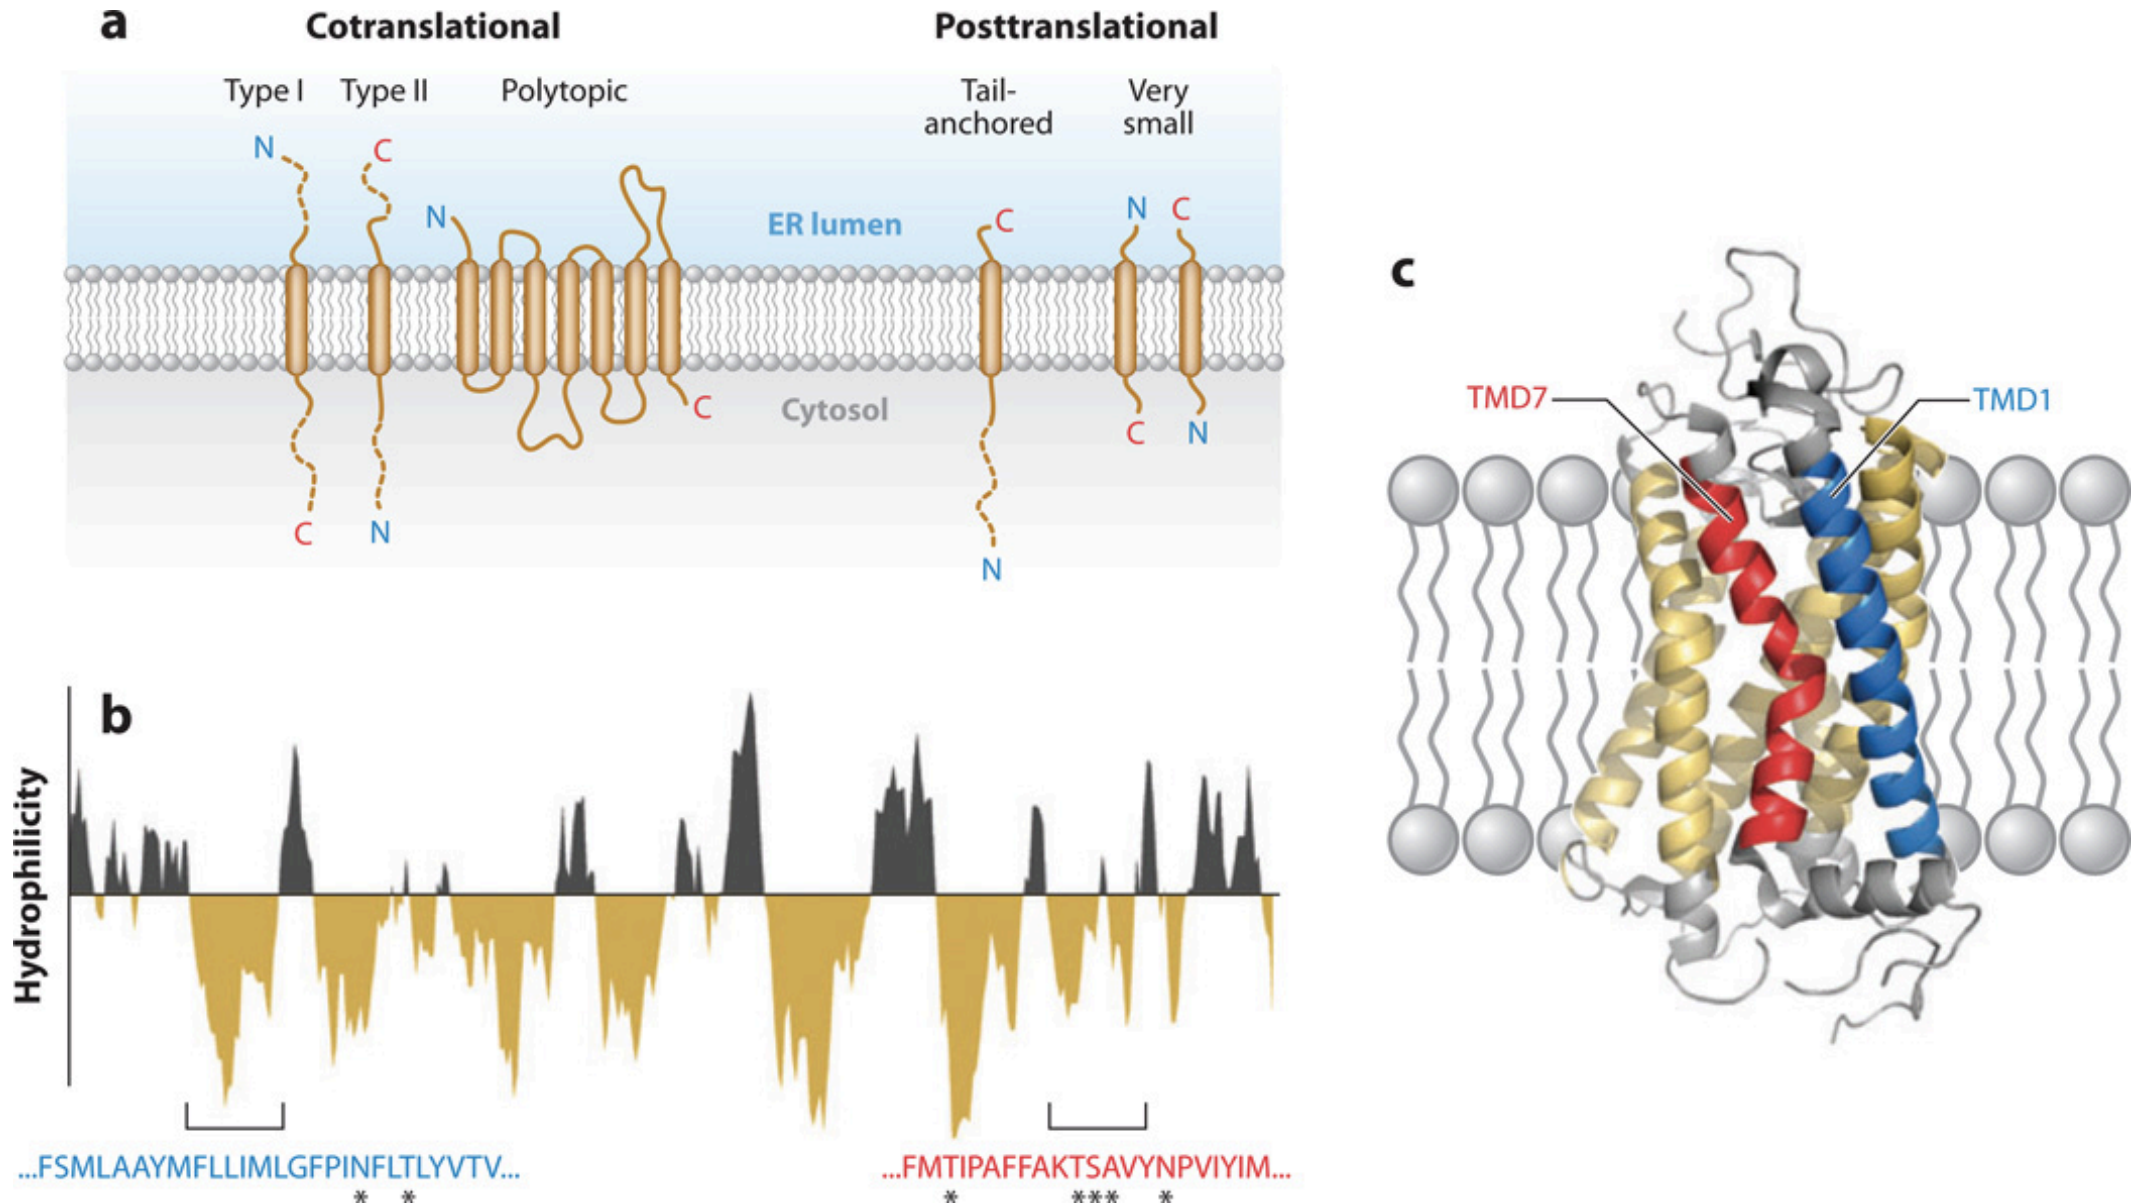 a
Cotranslational
Posttranslational
Type I
Type II
Polytopic
Tail-
anchored
Very
small
N
C
N
ER lumen
C
N
C
Cytosol
C
C
N
C
N
N
b
Hydrophilicity
...FSMLAAYMFLLIMLGFPINFLTLYVTV...
* *
...FMTIPAFFAKTSAVYNPVIYIM...
* *** *
c
TMD7
TMD1